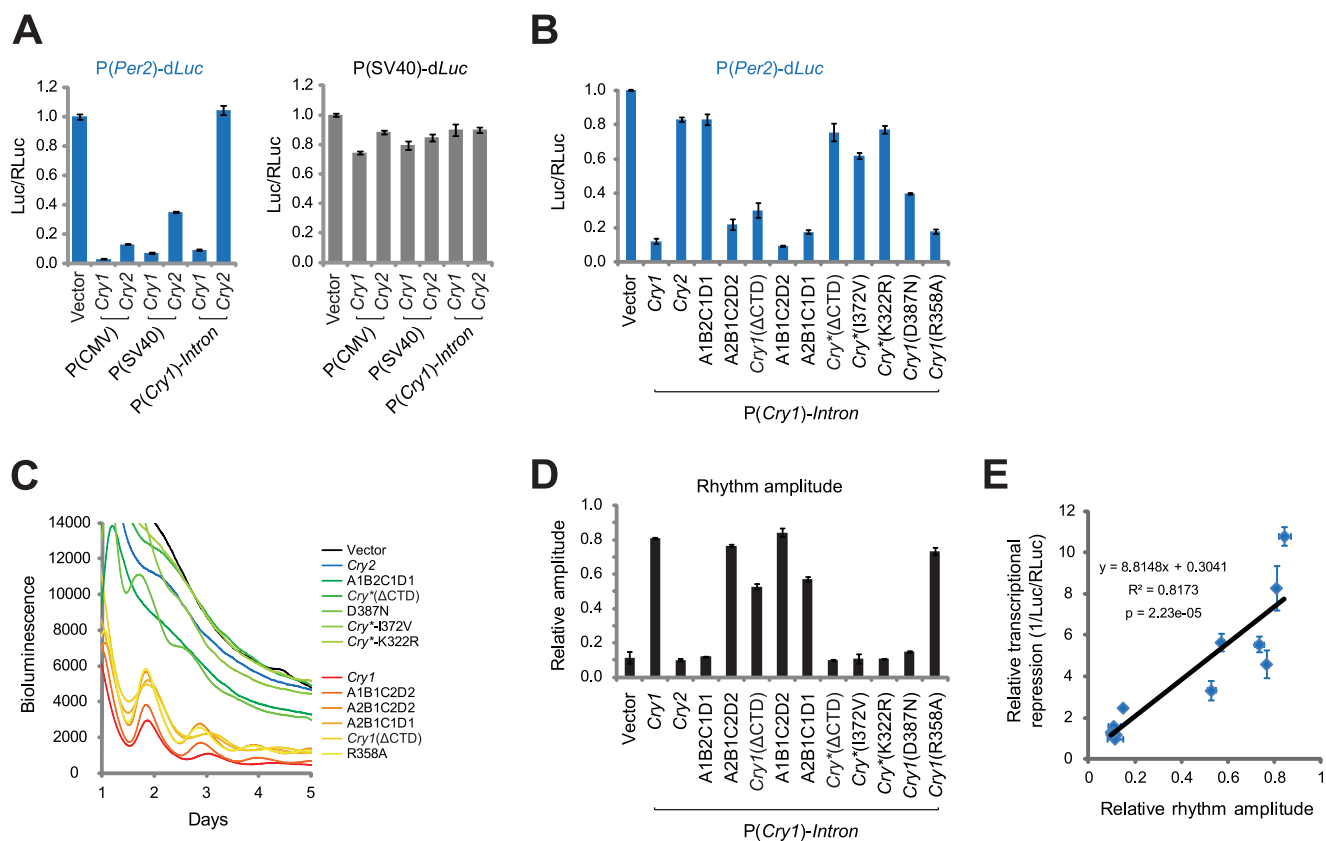 A
P(Per2)-dLuc
Luc/RLuc
1.2
1.0
0.8
0.6
0.4
0.2
0.0
Vector
Cry1
Cry2
Cry1
Cry2
Cry1
Cry2
P(CMV)
P(SV40)
P(Cry1)-Intron
P(SV40)-dLuc
Luc/RLuc
1.2
1.0
0.8
0.6
0.4
0.2
0.0
Vector
Cry1
Cry2
Cry1
Cry2
Cry1
Cry2
P(CMV)
P(SV40)
P(Cry1)-Intron
B
P(Per2)-dLuc
Luc/RLuc
1.0
0.8
0.6
0.4
0.2
0.0
Vector
Cry1
Cry2
A1B2C1D1
A2B1C2D2
Cry1(ΔCTD)
A1B1C2D2
A2B1C1D1
Cry*(ΔCTD)
Cry*(I372V)
Cry*(K322R)
Cry1(D387N)
Cry1(R358A)
P(Cry1)-Intron
C
Bioluminescence
14000
12000
10000
8000
6000
4000
2000
0
1
2
3
4
5
Days
Vector
Cry2
A1B2C1D1
Cry*(ΔCTD)
D387N
Cry*-I372V
Cry*-K322R
Cry1
A1B1C2D2
A2B1C2D2
A2B1C1D1
Cry1(ΔCTD)
R358A
D
Rhythm amplitude
Relative amplitude
1.0
0.8
0.6
0.4
0.2
0.0
Vector
Cry1
Cry2
A1B2C1D1
A2B1C2D2
Cry1(ΔCTD)
A1B1C2D2
A2B1C1D1
Cry*(ΔCTD)
Cry*(I372V)
Cry*(K322R)
Cry1(D387N)
Cry1(R358A)
P(Cry1)-Intron
E
Relative transcriptional
repression (1/Luc/RLuc)
12
10
8
6
4
2
0
y = 8.8148x + 0.3041
R² = 0.8173
p = 2.23e-05
0
0.2
0.4
0.6
0.8
1
Relative rhythm amplitude